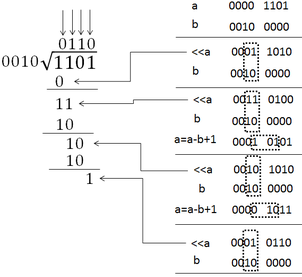 0110
0010√1101
0
11
10
10
10
1
a 0000 1101
b 0010 0000
<<a 0001 1010
b 0010 0000
<<a 0011 0100
b 0010 0000
a=a-b+1 0001 0101
<<a 0010 1010
b 0010 0000
a=a-b+1 0000 1011
<<a 0001 0110
b 0010 0000